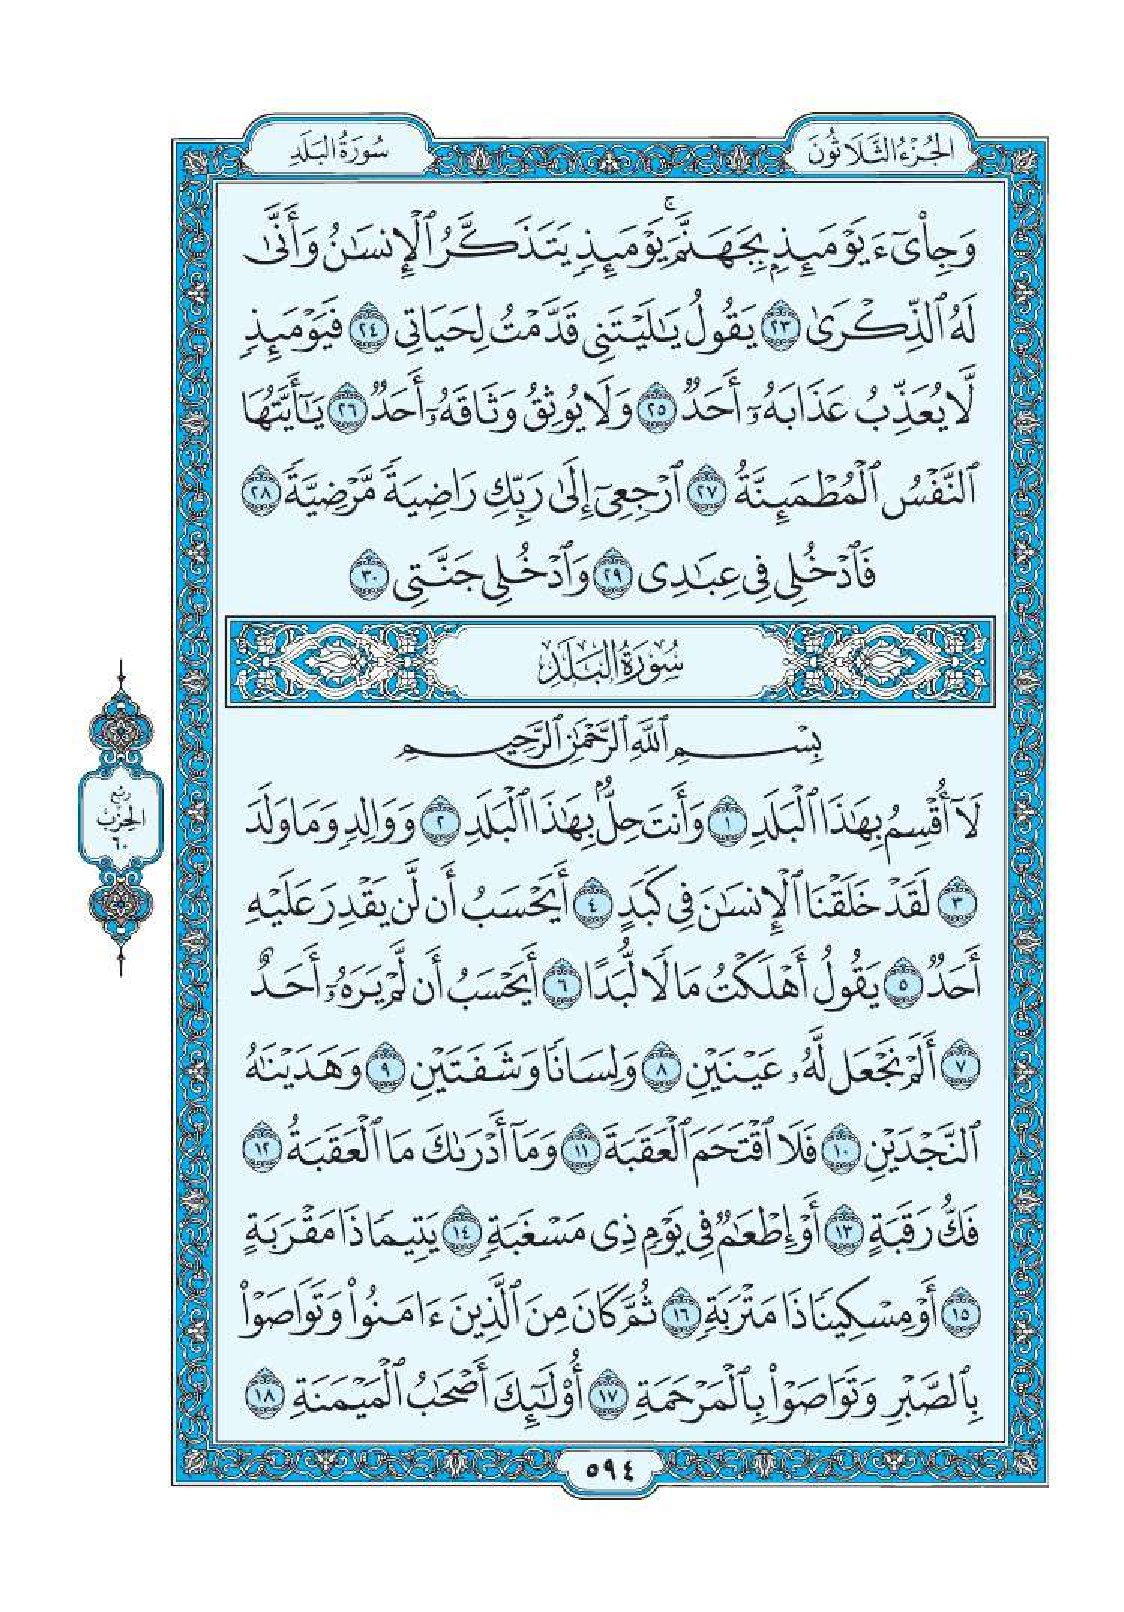 الجُزْءُ الثَّلَاثُونَ
سُورَةُ البَلَدِ
وَجِا۟يٓءَ يَوْمَئِذِۭ بِجَهَنَّمَ ۚ يَوْمَئِذٍ يَتَذَكَّرُ ٱلْإِنسَٰنُ وَأَنَّىٰ
لَهُ ٱلذِّكْرَىٰ ٢٣ يَقُولُ يَٰلَيْتَنِى قَدَّمْتُ لِحَيَاتِى ٢٤ فَيَوْمَئِذٍ
لَّا يُعَذِّبُ عَذَابَهُۥٓ أَحَدٌ ٢٥ وَلَا يُوثِقُ وَثَاقَهُۥٓ أَحَدٌ ٢٦ يَٰٓأَيَّتُهَا
ٱلنَّفْسُ ٱلْمُطْمَئِنَّةُ ٢٧ ٱرْجِعِىٓ إِلَىٰ رَبِّكِ رَاضِيَةً مَّرْضِيَّةً ٢٨
فَٱدْخُلِى فِى عِبَٰدِى ٢٩ وَٱدْخُلِى جَنَّتِى ٣٠
سُورَةُ البَلَدِ
بِسْمِ ٱللَّهِ ٱلرَّحْمَٰنِ ٱلرَّحِيمِ
لَآ أُقْسِمُ بِهَٰذَا ٱلْبَلَدِ ١ وَأَنتَ حِلٌّۢ بِهَٰذَا ٱلْبَلَدِ ٢ وَوَالِدٍ وَمَا وَلَدَ
٣ لَقَدْ خَلَقْنَا ٱلْإِنسَٰنَ فِى كَبَدٍ ٤ أَيَحْسَبُ أَن لَّن يَقْدِرَ عَلَيْهِ
أَحَدٌ ٥ يَقُولُ أَهْلَكْتُ مَالًا لُّبَدًا ٦ أَيَحْسَبُ أَن لَّمْ يَرَهُۥٓ أَحَدٌ
٧ أَلَمْ نَجْعَل لَّهُۥ عَيْنَيْنِ ٨ وَلِسَانًا وَشَفَتَيْنِ ٩ وَهَدَيْنَٰهُ
ٱلنَّجْدَيْنِ ١٠ فَلَا ٱقْتَحَمَ ٱلْعَقَبَةَ ١١ وَمَآ أَدْرَىٰكَ مَا ٱلْعَقَبَةُ ١٢
فَكُّ رَقَبَةٍ ١٣ أَوْ إِطْعَٰمٌ فِى يَوْمٍ ذِى مَسْغَبَةٍ ١٤ يَتِيمًا ذَا مَقْرَبَةٍ
١٥ أَوْ مِسْكِينًا ذَا مَتْرَبَةٍ ١٦ ثُمَّ كَانَ مِنَ ٱلَّذِينَ ءَامَنُوا۟ وَتَوَاصَوْا۟
بِٱلصَّبْرِ وَتَوَاصَوْا۟ بِٱلْمَرْحَمَةِ ١٧ أُو۟لَٰٓئِكَ أَصْحَٰبُ ٱلْمَيْمَنَةِ ١٨
رُبع
الحِزْب
٦٠
٥٩٤